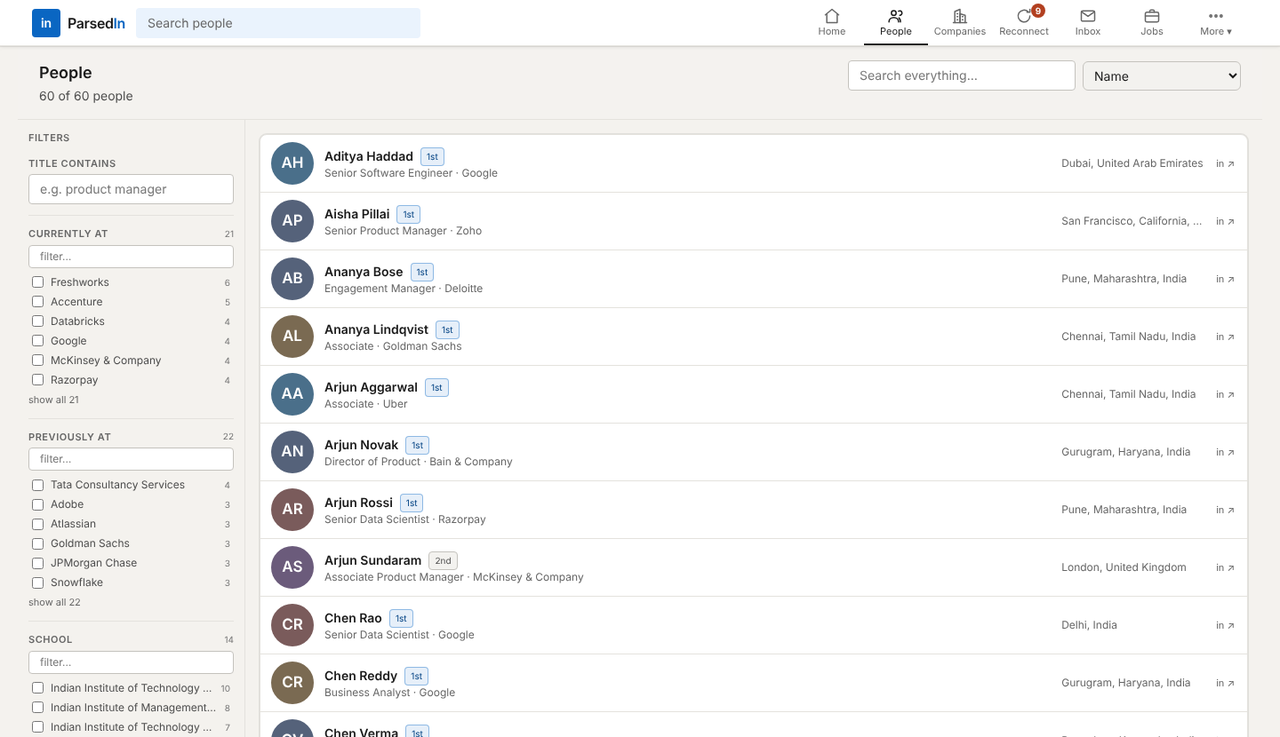 in ParsedIn
Search people
Home
People
Companies
9
Reconnect
Inbox
Jobs
More ▾
People
60 of 60 people
Search everything...
Name
FILTERS
TITLE CONTAINS
e.g. product manager
CURRENTLY AT 21
filter...
Freshworks 6
Accenture 5
Databricks 4
Google 4
McKinsey & Company 4
Razorpay 4
show all 21
PREVIOUSLY AT 22
filter...
Tata Consultancy Services 4
Adobe 3
Atlassian 3
Goldman Sachs 3
JPMorgan Chase 3
Snowflake 3
show all 22
SCHOOL 14
filter...
Indian Institute of Technology ... 10
Indian Institute of Management... 8
Indian Institute of Technology ... 7
AH
Aditya Haddad 1st
Senior Software Engineer · Google
Dubai, United Arab Emirates in ↗
AP
Aisha Pillai 1st
Senior Product Manager · Zoho
San Francisco, California, ... in ↗
AB
Ananya Bose 1st
Engagement Manager · Deloitte
Pune, Maharashtra, India in ↗
AL
Ananya Lindqvist 1st
Associate · Goldman Sachs
Chennai, Tamil Nadu, India in ↗
AA
Arjun Aggarwal 1st
Associate · Uber
Chennai, Tamil Nadu, India in ↗
AN
Arjun Novak 1st
Director of Product · Bain & Company
Gurugram, Haryana, India in ↗
AR
Arjun Rossi 1st
Senior Data Scientist · Razorpay
Pune, Maharashtra, India in ↗
AS
Arjun Sundaram 2nd
Associate Product Manager · McKinsey & Company
London, United Kingdom in ↗
CR
Chen Rao 1st
Senior Data Scientist · Google
Delhi, India in ↗
CR
Chen Reddy 1st
Business Analyst · Google
Gurugram, Haryana, India in ↗
Chen Verma 1st